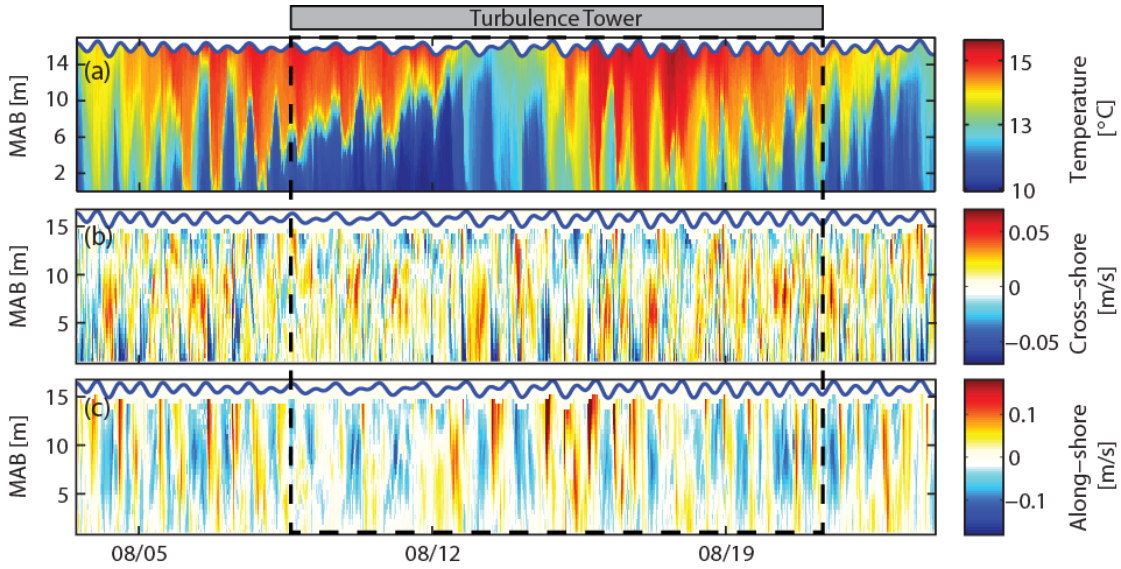 Turbulence Tower
(a)
MAB [m]
14
10
6
2
15
13
10
Temperature
[°C]
(b)
MAB [m]
15
10
5
0.05
0
−0.05
Cross−shore
[m/s]
(c)
MAB [m]
15
10
5
0.1
0
−0.1
Along−shore
[m/s]
08/05
08/12
08/19